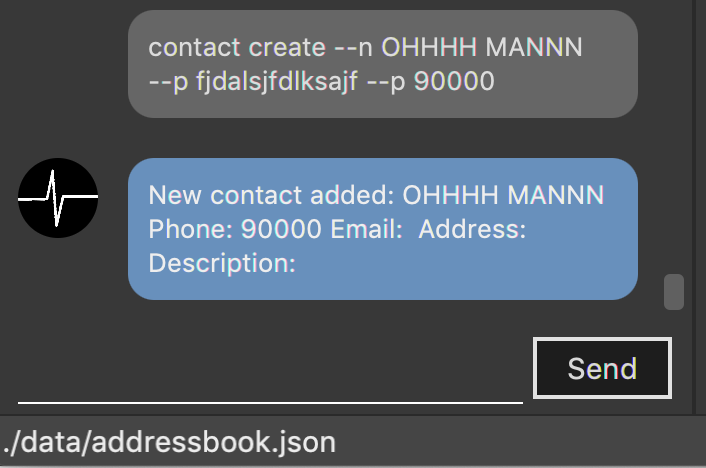 contact create --n OHHHH MANNN
--p fjdalsjfdlksajf --p 90000
New contact added: OHHHH MANNN
Phone: 90000 Email:  Address:
Description:
Send
./data/addressbook.json